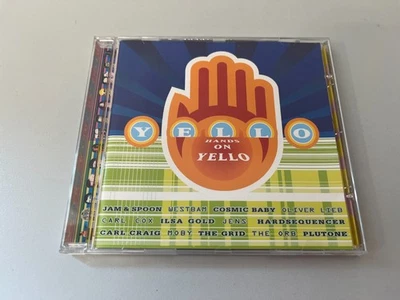 YELLO
HANDS
ON
YELLO
JAM & SPOON WESTBAM COSMIC BABY OLIVER LIEB
CARL COX ILSA GOLD JENS HARDSEQUENCER
CARL CRAIG MOBY THE GRID THE ORB PLUTONE